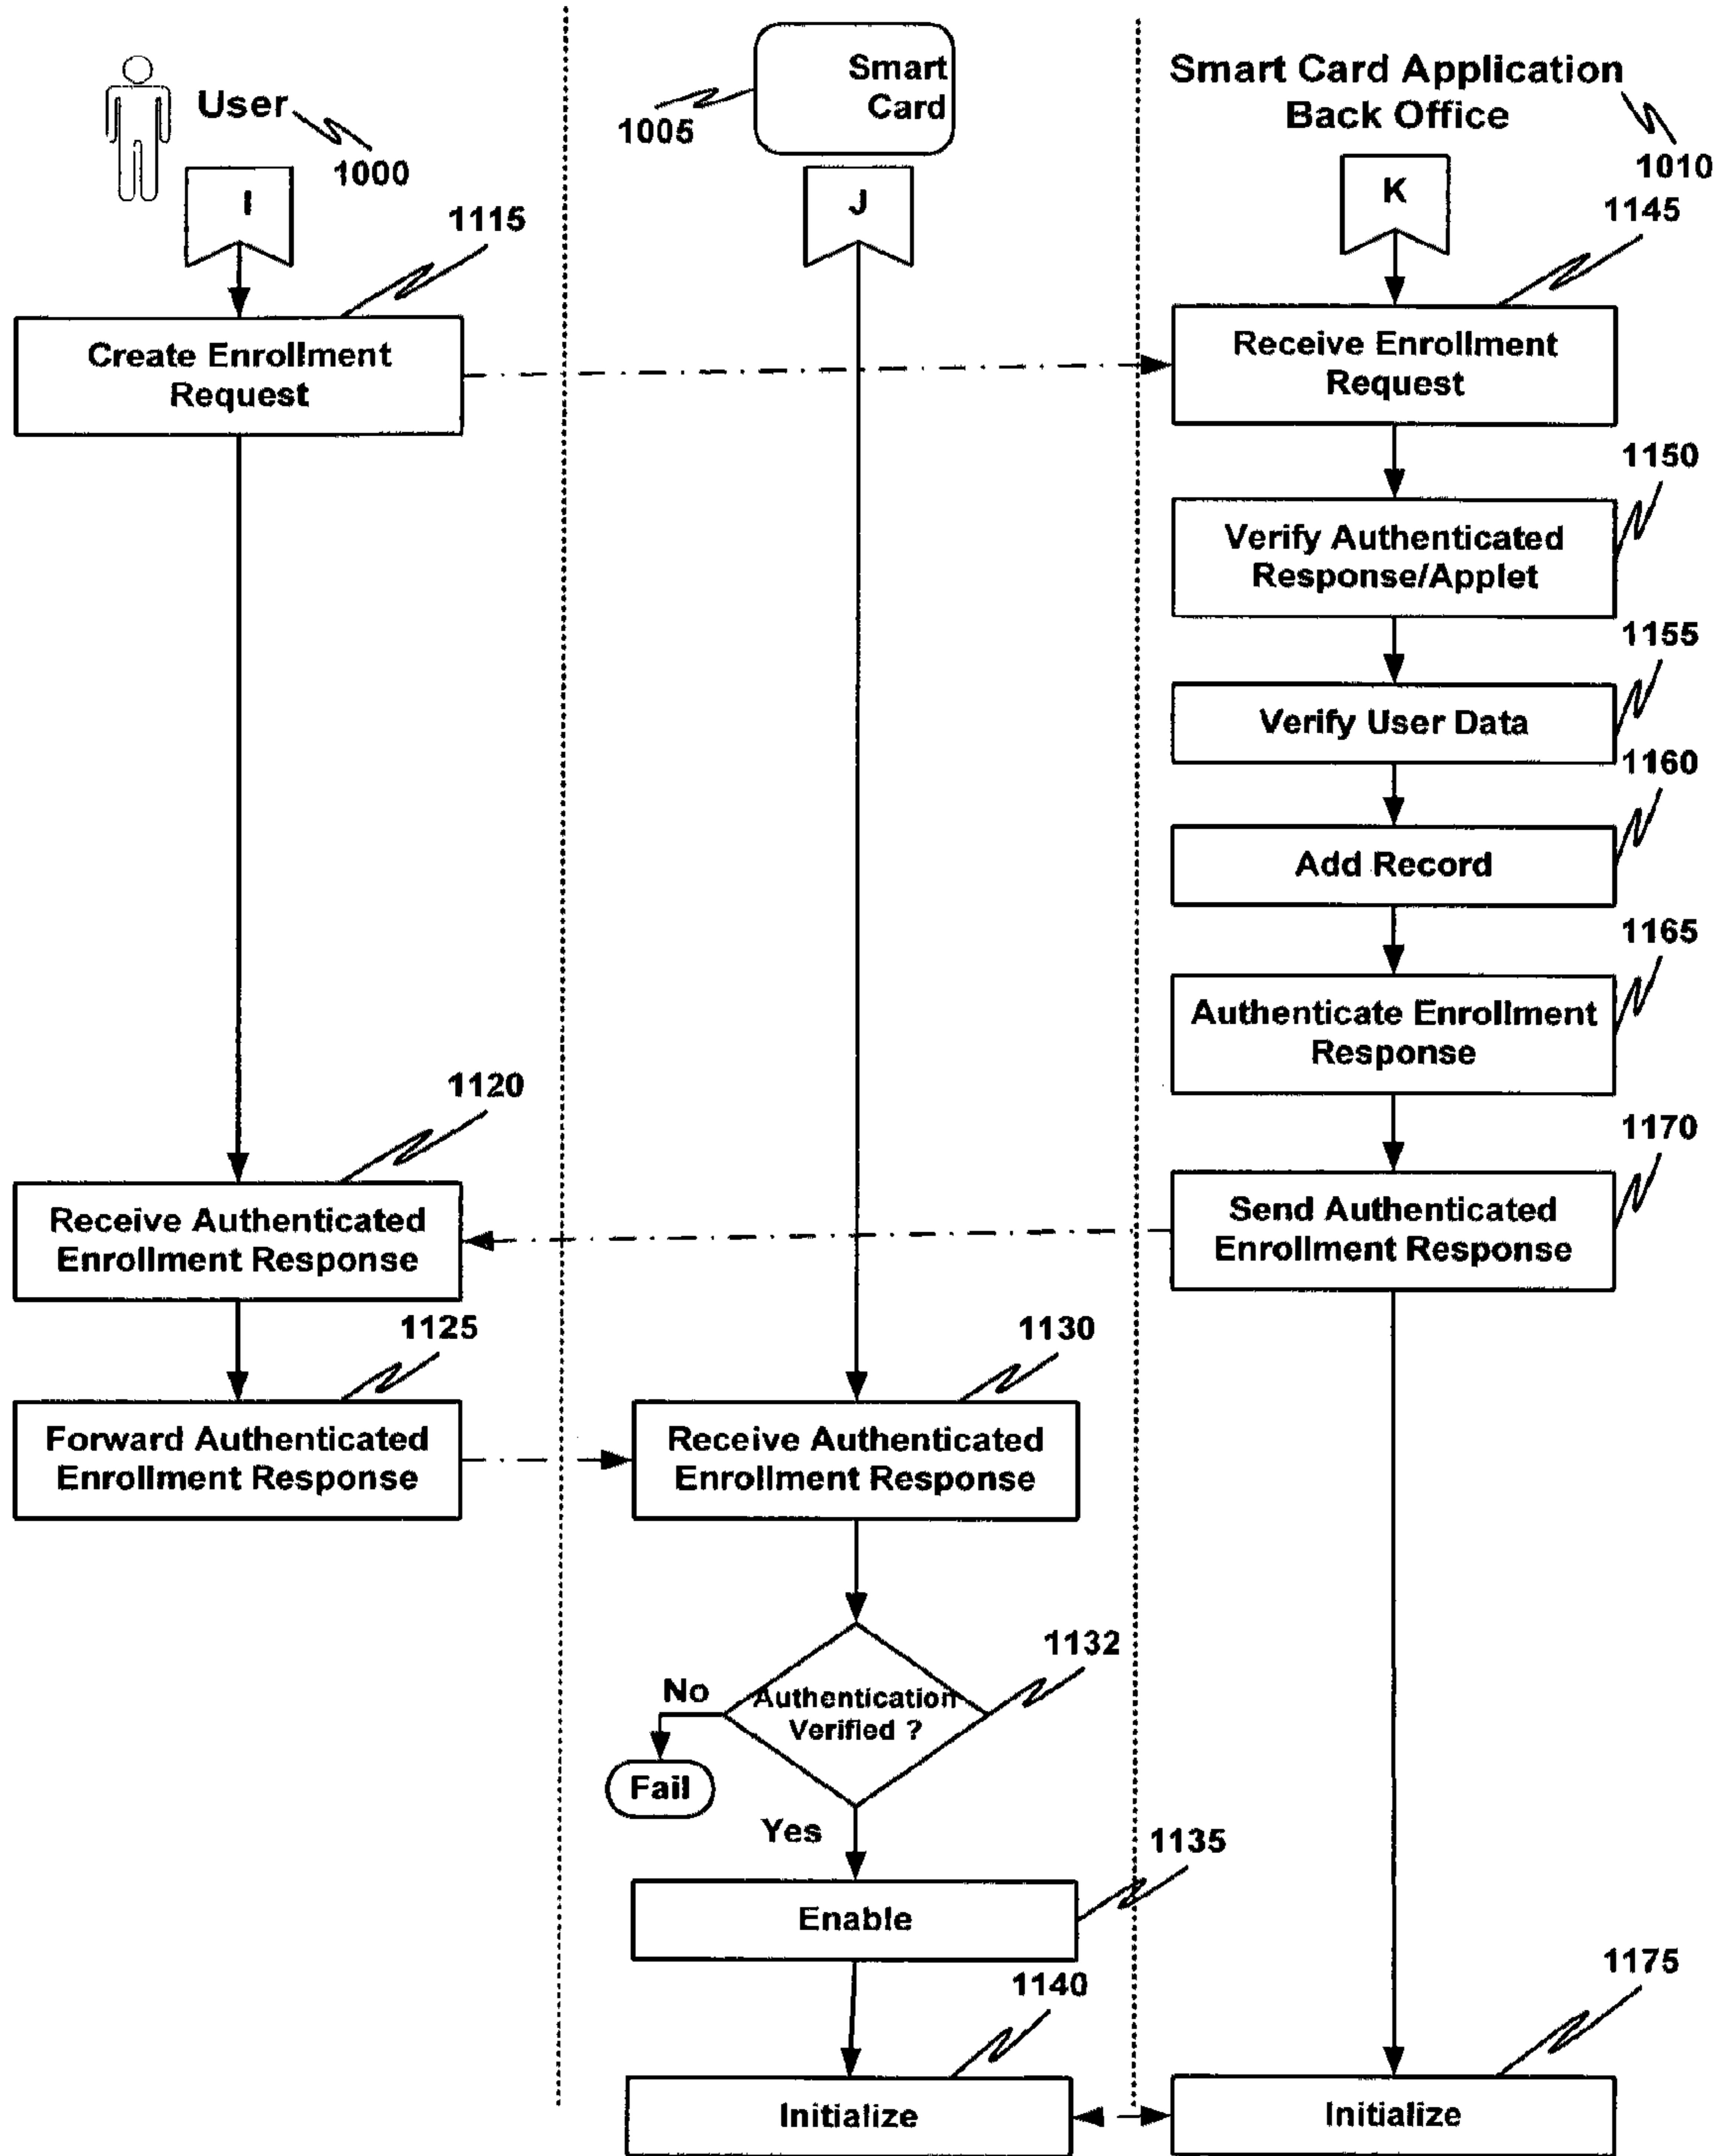 User
1000
Smart
Card
1005
Smart Card Application
Back Office
1010
I
J
K
1115
Create Enrollment
Request
1145
Receive Enrollment
Request
1150
Verify Authenticated
Response/Applet
1155
Verify User Data
1160
Add Record
1165
Authenticate Enrollment
Response
1120
Receive Authenticated
Enrollment Response
1170
Send Authenticated
Enrollment Response
1125
Forward Authenticated
Enrollment Response
1130
Receive Authenticated
Enrollment Response
1132
No
Authentication
Verified ?
Fail
Yes
1135
Enable
1140
Initialize
1175
Initialize